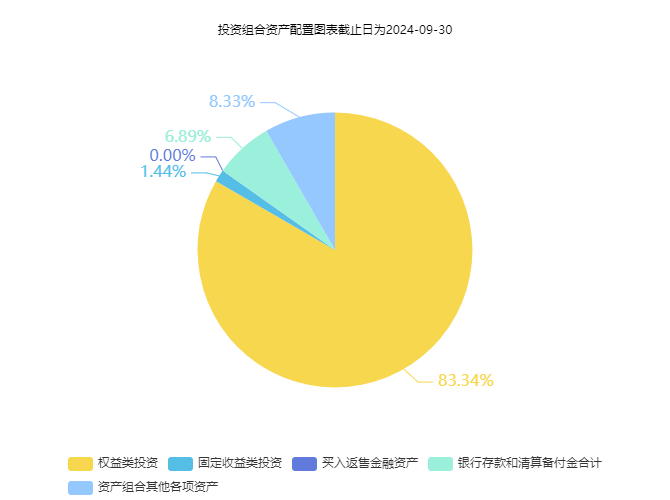 投资组合资产配置图表截止日为2024-09-30
8.33%
6.89%
0.00%
1.44%
83.34%
权益类投资 固定收益类投资 买入返售金融资产 银行存款和清算备付金合计
资产组合其他各项资产